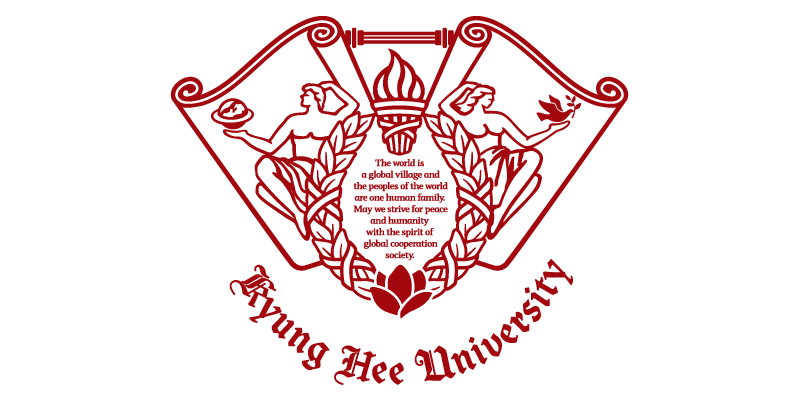 The world is
a global village and
the peoples of the world
are one human family.
May we strive for peace
and humanity
with the spirit of
global cooperation
society.
Kyung Hee University